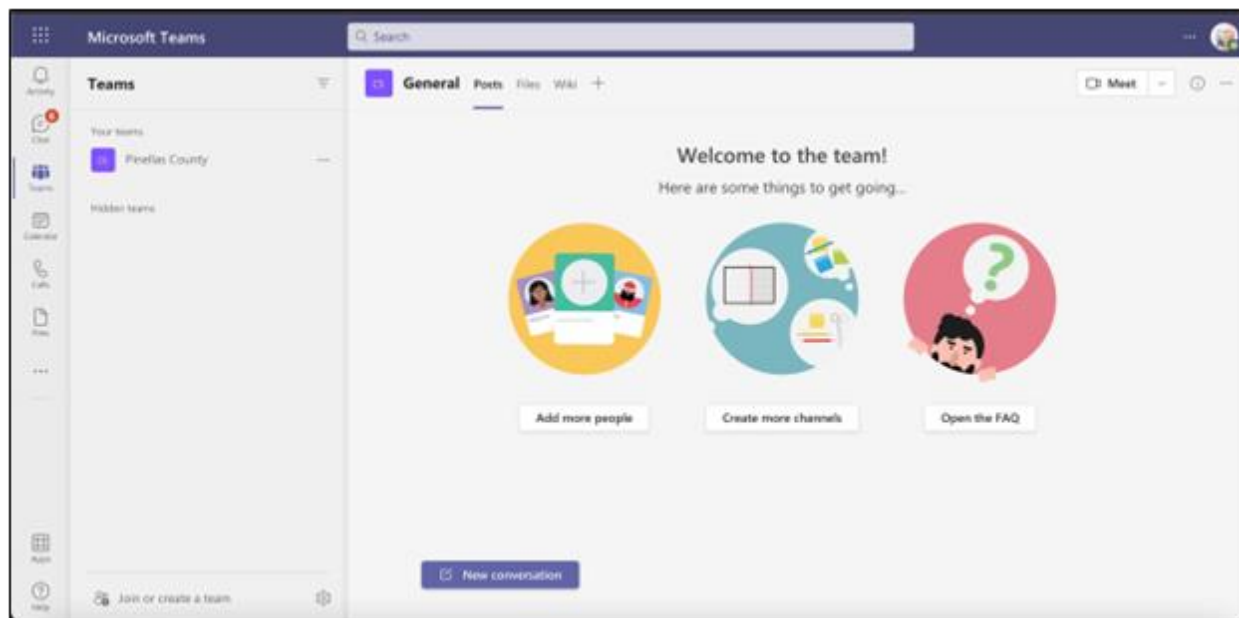 Microsoft Teams
Search
Activity
Chat
6
Teams
Calendar
Calls
Files
Apps
Help
Teams
Your teams
Pinellas County
Hidden teams
Join or create a team
General Posts Files Wiki
Meet
Welcome to the team!
Here are some things to get going...
Add more people
Create more channels
Open the FAQ
New conversation